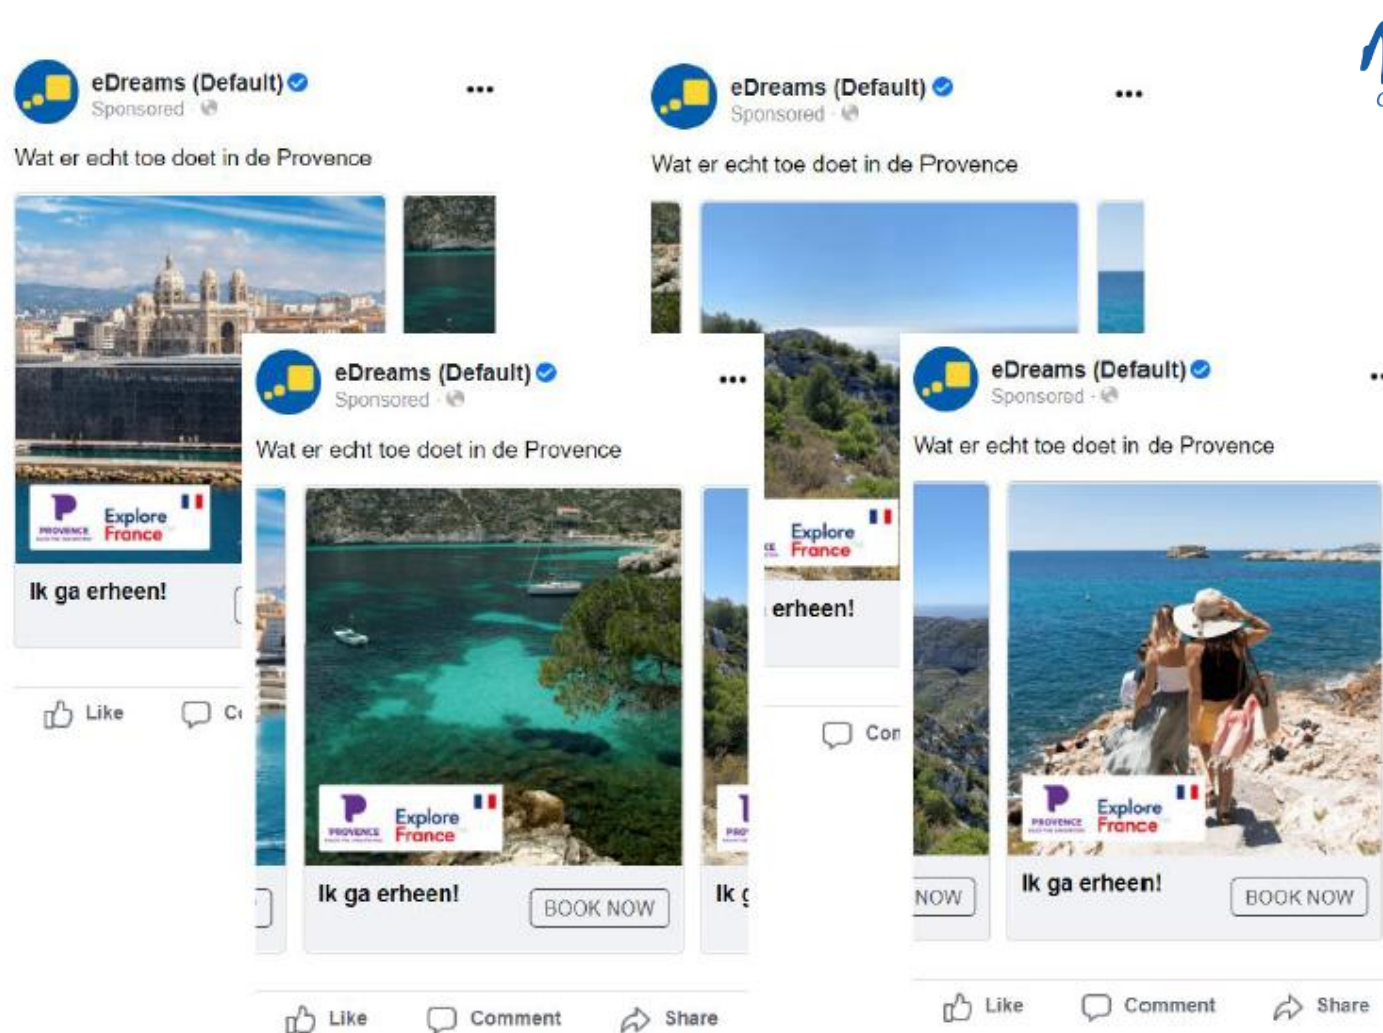 eDreams (Default)
Sponsored ·
Wat er echt toe doet in de Provence
PROVENCE
Explore
France
Ik ga erheen!
Like
eDreams (Default)
Sponsored ·
Wat er echt toe doet in de Provence
Explore
France
erheen!
eDreams (Default)
Sponsored ·
Wat er echt toe doet in de Provence
PROVENCE
Explore
France
Ik ga erheen!
BOOK NOW
Ik
Like
Comment
Share
eDreams (Default)
Sponsored ·
Wat er echt toe doet in de Provence
PROVENCE
Explore
France
NOW
Ik ga erheen!
BOOK NOW
Like
Comment
Share